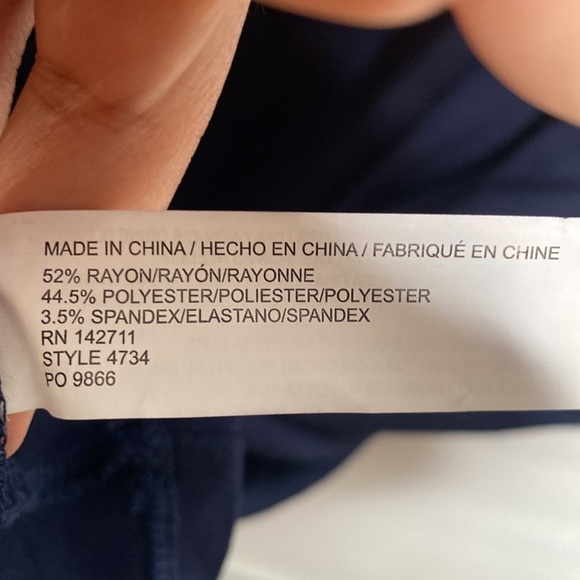 MADE IN CHINA / HECHO EN CHINA / FABRIQUÉ EN CHINE
52% RAYON/RAYÓN/RAYONNE
44.5% POLYESTER/POLIESTER/POLYESTER
3.5% SPANDEX/ELASTANO/SPANDEX
RN 142711
STYLE 4734
PO 9866